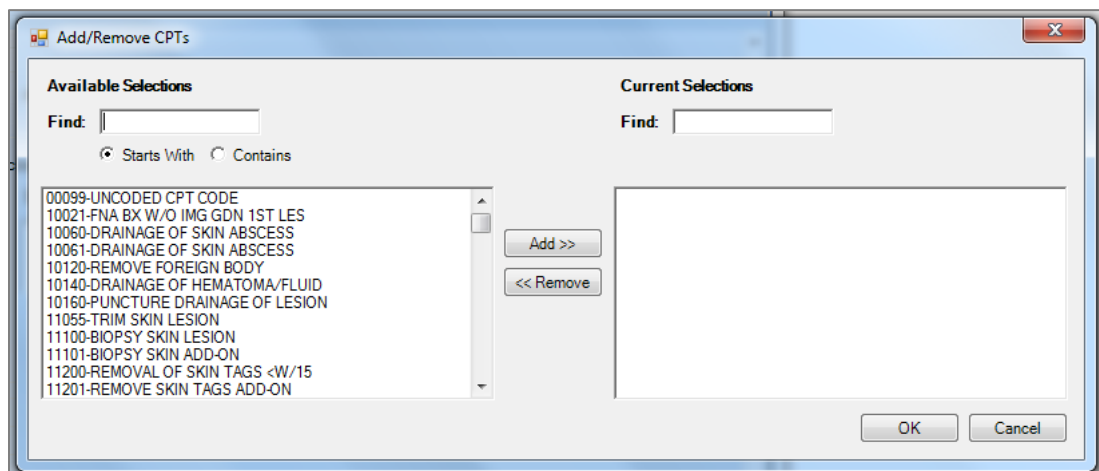 Add/Remove CPTs
Available Selections
Current Selections
Find:
Find:
Starts With
Contains
00099-UNCODED CPT CODE
10021-FNA BX W/O IMG GDN 1ST LES
10060-DRAINAGE OF SKIN ABSCESS
10061-DRAINAGE OF SKIN ABSCESS
10120-REMOVE FOREIGN BODY
10140-DRAINAGE OF HEMATOMA/FLUID
10160-PUNCTURE DRAINAGE OF LESION
11055-TRIM SKIN LESION
11100-BIOPSY SKIN LESION
11101-BIOPSY SKIN ADD-ON
11200-REMOVAL OF SKIN TAGS <W/15
11201-REMOVE SKIN TAGS ADD-ON
Add >>
<< Remove
OK
Cancel